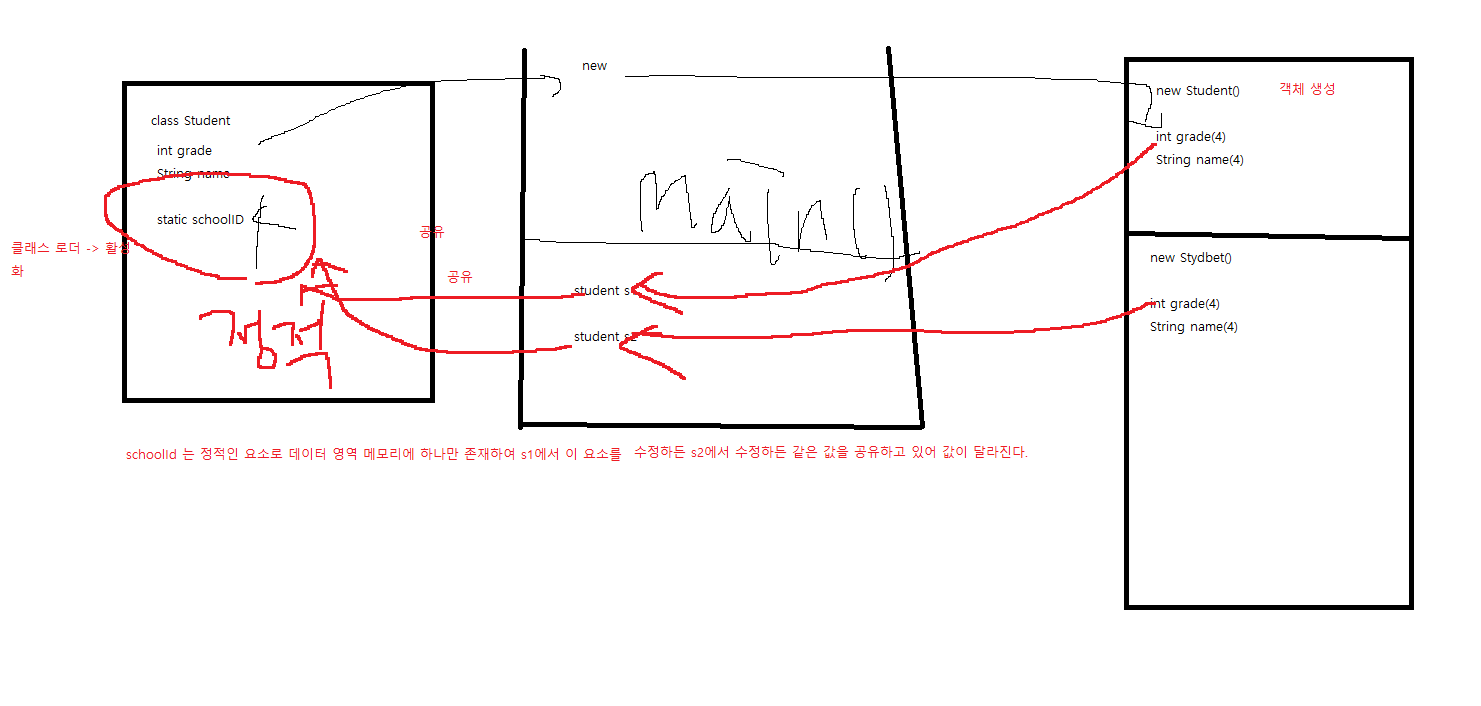 class Student
int grade
String name
static schoolID
클래스 로더 -> 활성
화
new
main()
공유
공유
student s
student s2
new Student()
객체 생성
int grade(4)
String name(4)
new Stydbet()
int grade(4)
String name(4)
schoolId 는 정적인 요소로 데이터 영역 메모리에 하나만 존재하여 s1에서 이 요소를 수정하든 s2에서 수정하든 같은 값을 공유하고 있어 값이 달라진다.